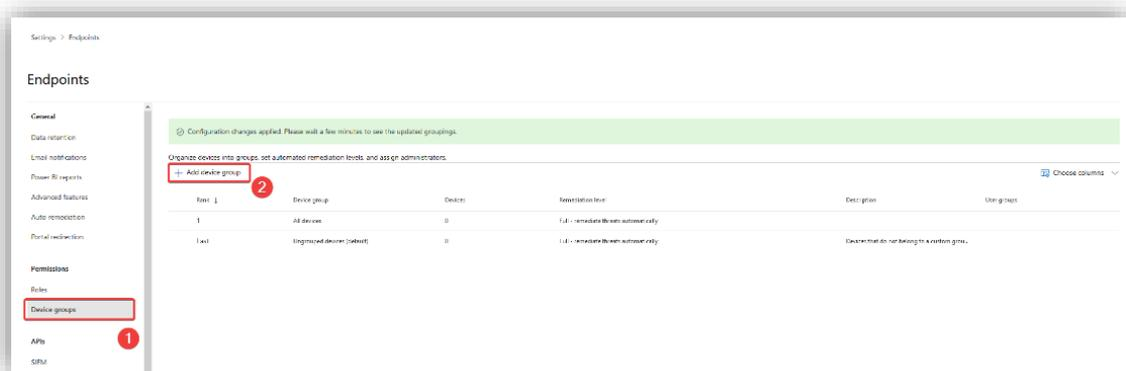 Settings > Endpoints
Endpoints
General
Data retention
Email notifications
Power BI reports
Advanced features
Auto remediation
Portal redirection
Permissions
Roles
Device groups
1
APIs
SIEM
Configuration changes applied. Please wait a few minutes to see the updated groupings.
Organize devices into groups, set automated remediation levels, and assign administrators.
+ Add device group
2
Choose columns
Rank ↓ Device group Devices Remediation level Description User groups
1 All devices 0 Full - remediate threats automatically
Last Ungrouped devices (default) 0 Full - remediate threats automatically Devices that do not belong to a custom grou...